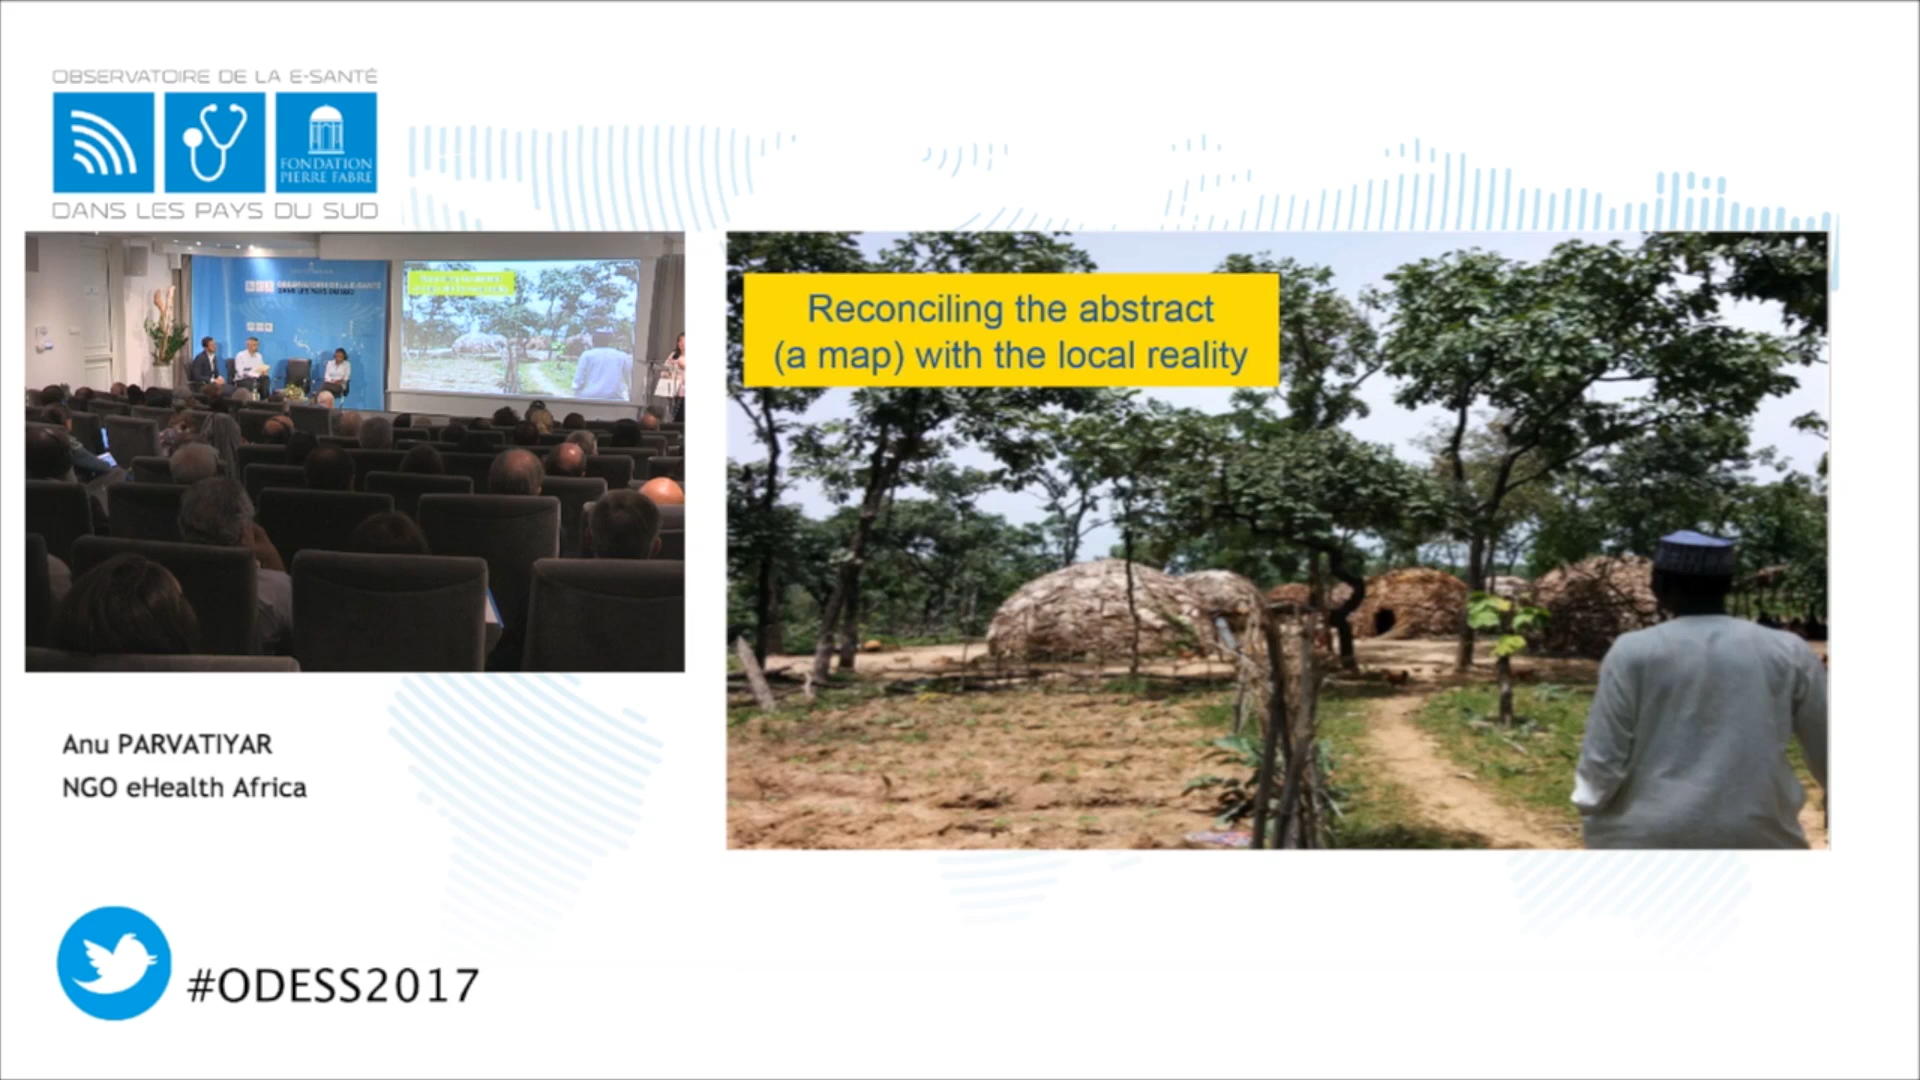 OBSERVATOIRE DE LA E-SANTÉ
FONDATION
PIERRE FABRE
DANS LES PAYS DU SUD
Reconciling the abstract
(a map) with the local reality
Anu PARVATIYAR
NGO eHealth Africa
#ODESS2017